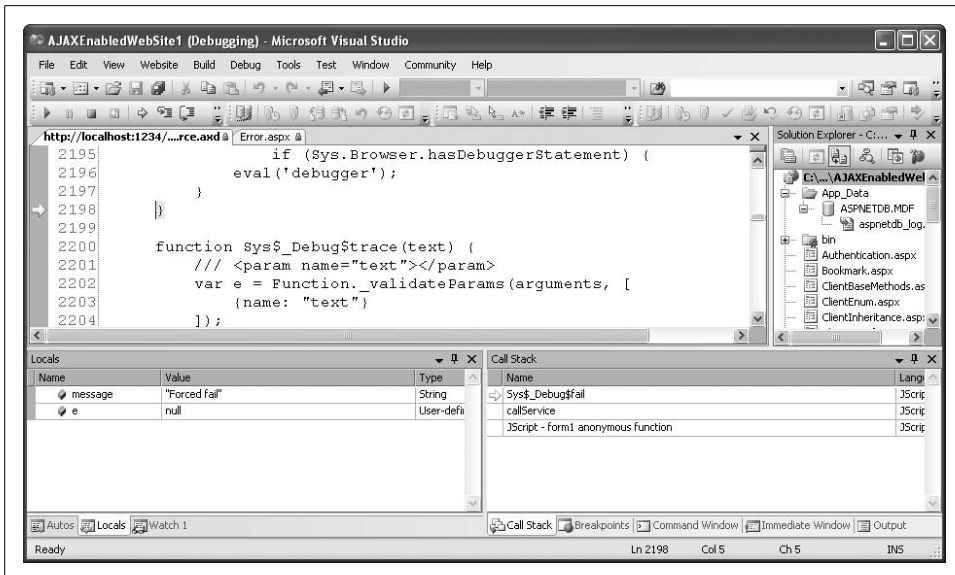 AJAXEnabledWebSite1 (Debugging) - Microsoft Visual Studio
File Edit View Website Build Debug Tools Test Window Community Help
http://localhost:1234/....rce.axd Error.aspx
2195 if (Sys.Browser.hasDebuggerStatement) {
2196 eval('debugger');
2197 }
2198 }
2199
2200 function Sys$_Debug$trace(text) {
2201 /// <param name="text"></param>
2202 var e = Function._validateParams(arguments, [
2203 {name: "text"}
2204 ]);
Solution Explorer - C:...
C:\...\AJAXEnabledWel
App_Data
ASPNETDB.MDF
aspnetdb_log.
bin
Authentication.aspx
Bookmark.aspx
ClientBaseMethods.as
ClientEnum.aspx
ClientInheritance.asp:
Locals
Name Value Type
message "Forced fail" String
e null User-defi
Autos Locals Watch 1
Call Stack
Name Langu
Sys$_Debug$fail JScrip
callService JScrip
JScript - form1 anonymous function JScrip
Call Stack Breakpoints Command Window Immediate Window Output
Ready Ln 2198 Col 5 Ch 5 INS